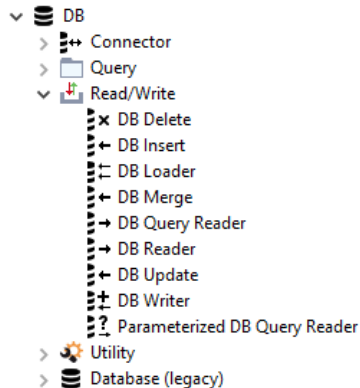 DB
Connector
Query
Read/Write
DB Delete
DB Insert
DB Loader
DB Merge
DB Query Reader
DB Reader
DB Update
DB Writer
Parameterized DB Query Reader
Utility
Database (legacy)